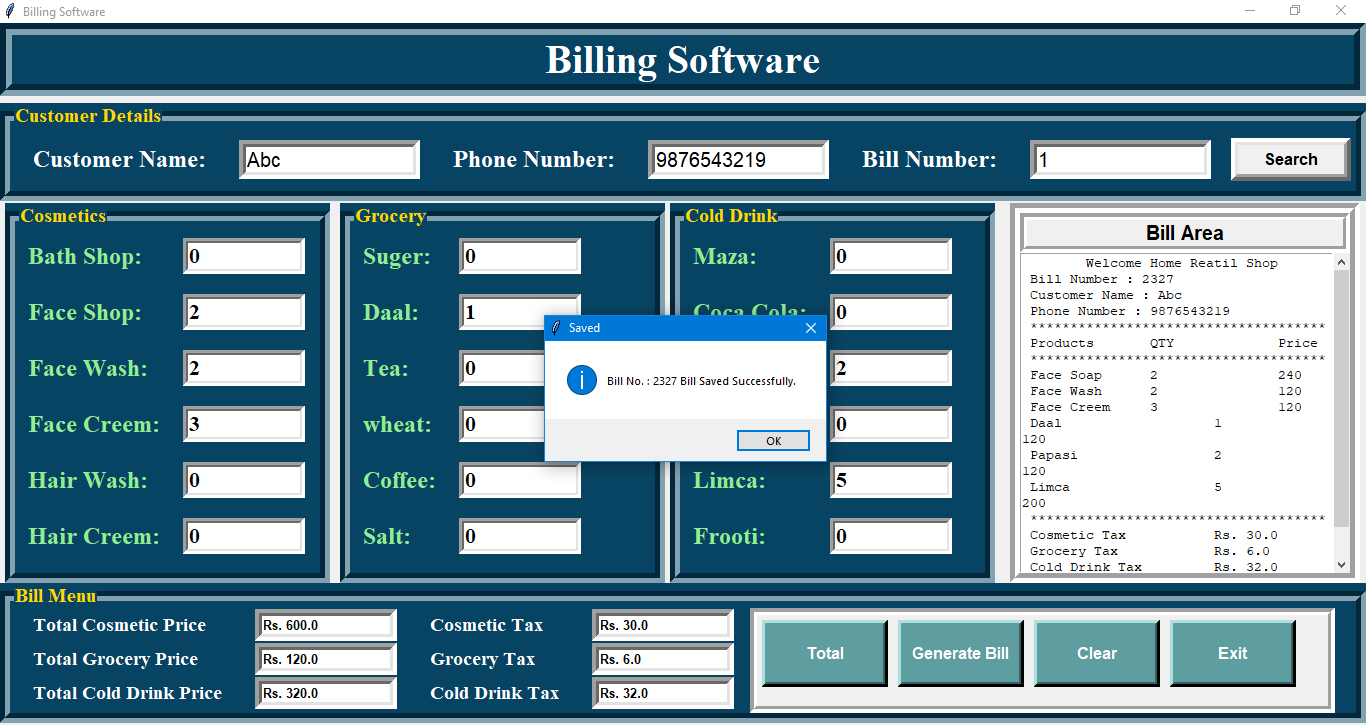 Billing Software
Billing Software
Customer Details
Customer Name: Abc Phone Number: 9876543219 Bill Number: 1 Search
Cosmetics
Bath Shop: 0
Face Shop: 2
Face Wash: 2
Face Creem: 3
Hair Wash: 0
Hair Creem: 0
Grocery
Suger: 0
Daal: 1
Tea: 0
wheat: 0
Coffee: 0
Salt: 0
Cold Drink
Maza: 0
Coca Cola: 0
2
0
Limca: 5
Frooti: 0
Saved
Bill No. : 2327 Bill Saved Successfully.
OK
Bill Area
Welcome Home Reatil Shop
Bill Number : 2327
Customer Name : Abc
Phone Number : 9876543219
*************************************
Products QTY Price
*************************************
Face Soap 2 240
Face Wash 2 120
Face Creem 3 120
Daal 1
120
Papasi 2
120
Limca 5
200
*************************************
Cosmetic Tax Rs. 30.0
Grocery Tax Rs. 6.0
Cold Drink Tax Rs. 32.0
Bill Menu
Total Cosmetic Price Rs. 600.0 Cosmetic Tax Rs. 30.0
Total Grocery Price Rs. 120.0 Grocery Tax Rs. 6.0
Total Cold Drink Price Rs. 320.0 Cold Drink Tax Rs. 32.0
Total Generate Bill Clear Exit